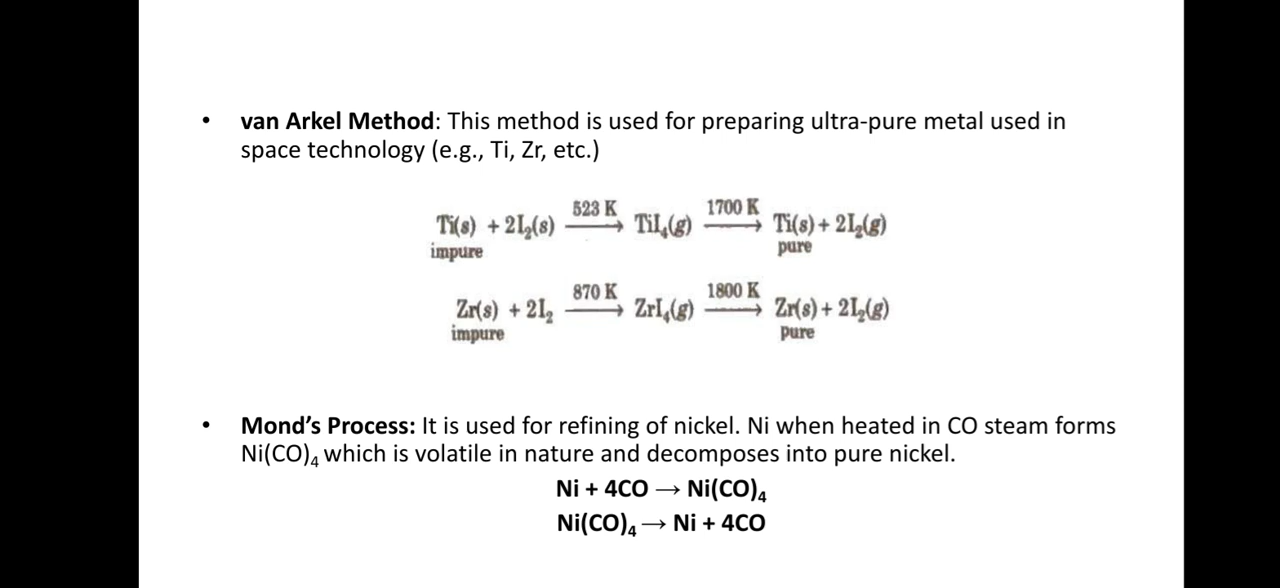 • van Arkel Method: This method is used for preparing ultra-pure metal used in
space technology (e.g., Ti, Zr, etc.)
Ti(s) + 2I₂(s) ⟶ 523 K TiI₄(g) ⟶ 1700 K Ti(s) + 2I₂(g)
impure pure
Zr(s) + 2I₂ ⟶ 870 K ZrI₄(g) ⟶ 1800 K Zr(s) + 2I₂(g)
impure pure
• Mond’s Process: It is used for refining of nickel. Ni when heated in CO steam forms
Ni(CO)₄ which is volatile in nature and decomposes into pure nickel.
Ni + 4CO → Ni(CO)₄
Ni(CO)₄ → Ni + 4CO